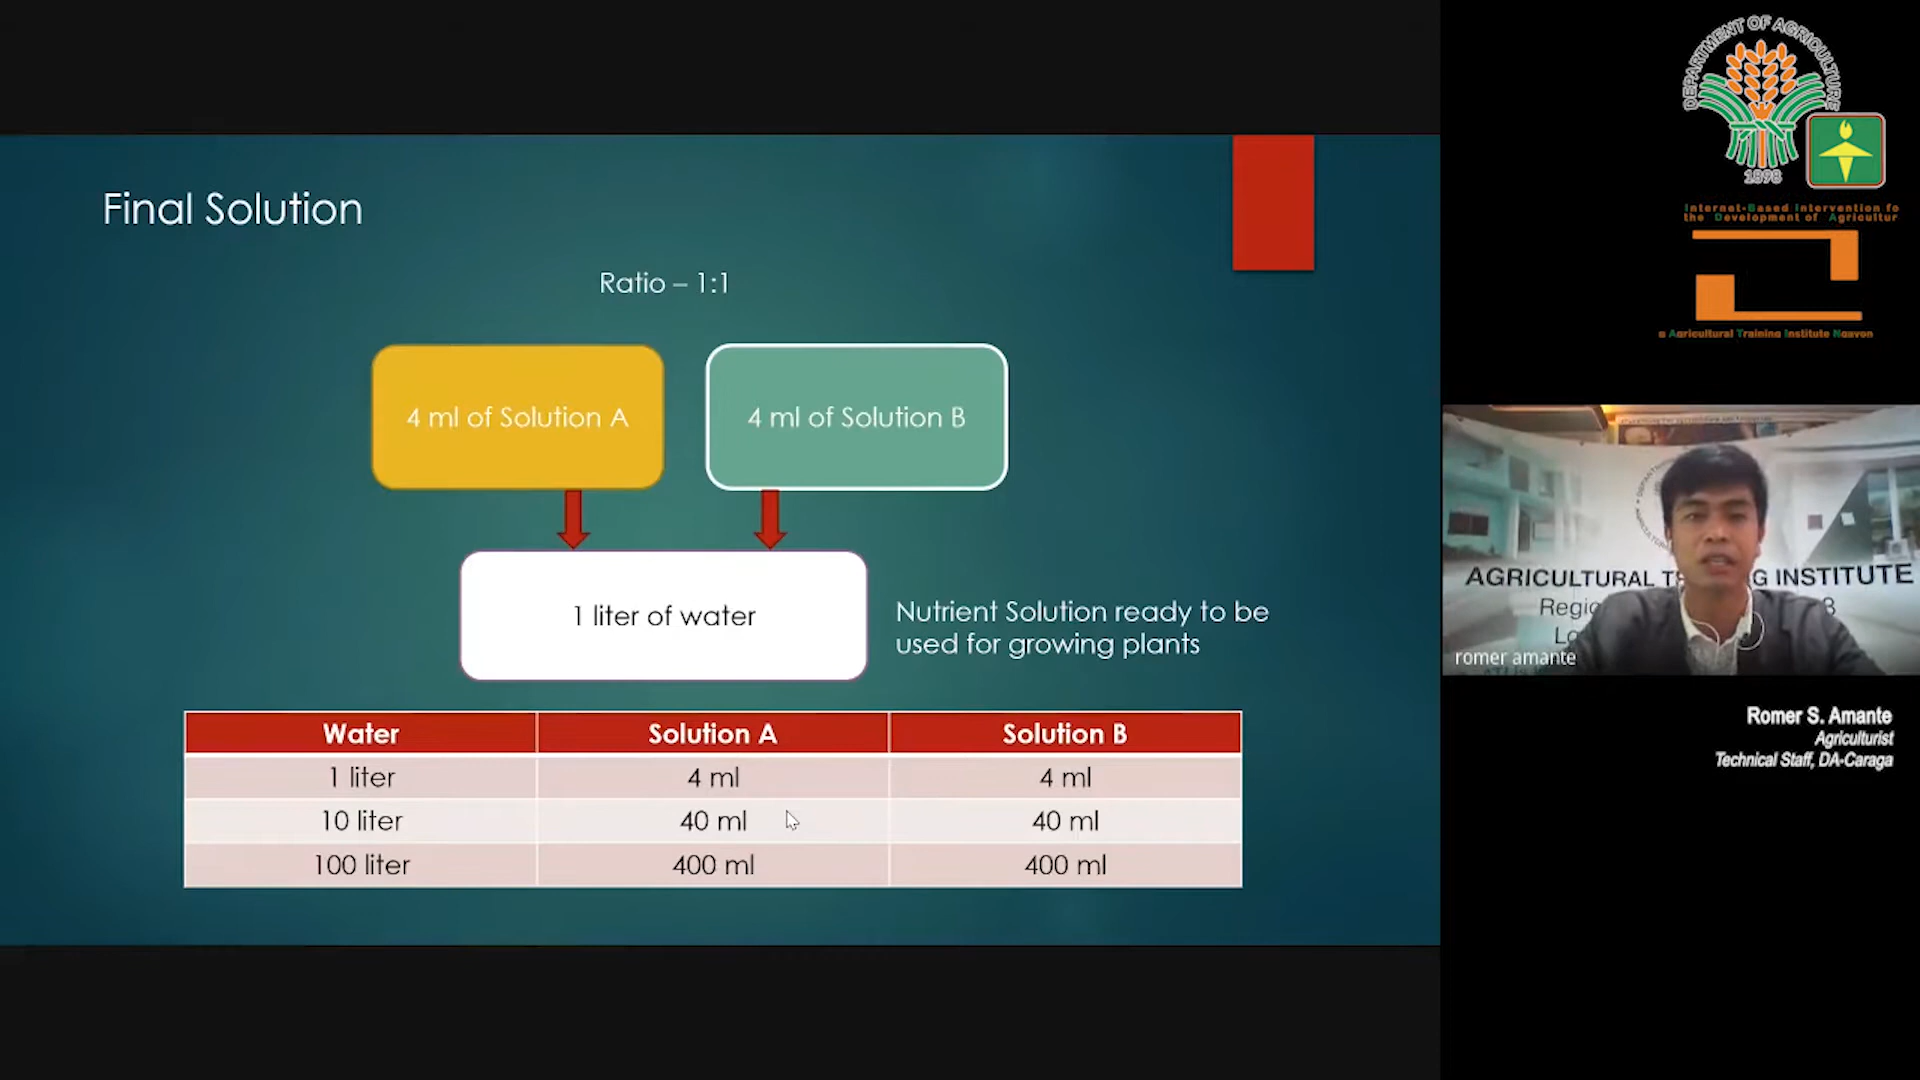 Final Solution
Ratio – 1:1
4 ml of Solution A
4 ml of Solution B
1 liter of water
Nutrient Solution ready to be
used for growing plants
Water Solution A Solution B
1 liter 4 ml 4 ml
10 liter 40 ml 40 ml
100 liter 400 ml 400 ml
DEPARTMENT OF AGRICULTURE
1898
Internet-Based Intervention fo
the Development of Agricultur
a Agricultural Training Institute
AGRICULTURAL T G INSTITUTE
Regio
romer amante
Romer S. Amante
Agriculturist
Technical Staff, DA-Caraga